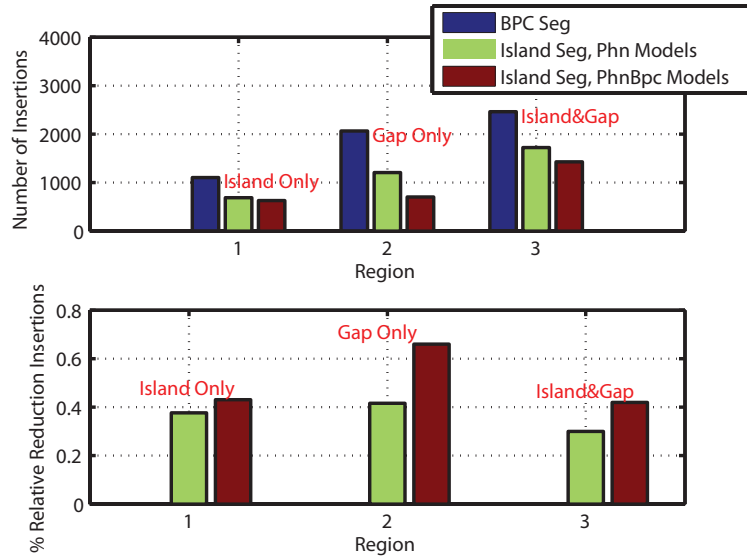 BPC Seg
Island Seg, Phn Models
Island Seg, PhnBpc Models
Number of Insertions
4000
3000
2000
1000
0
Island Only
Gap Only
Island&Gap
1
2
3
Region
% Relative Reduction Insertions
0.8
0.6
0.4
0.2
0
Island Only
Gap Only
Island&Gap
1
2
3
Region